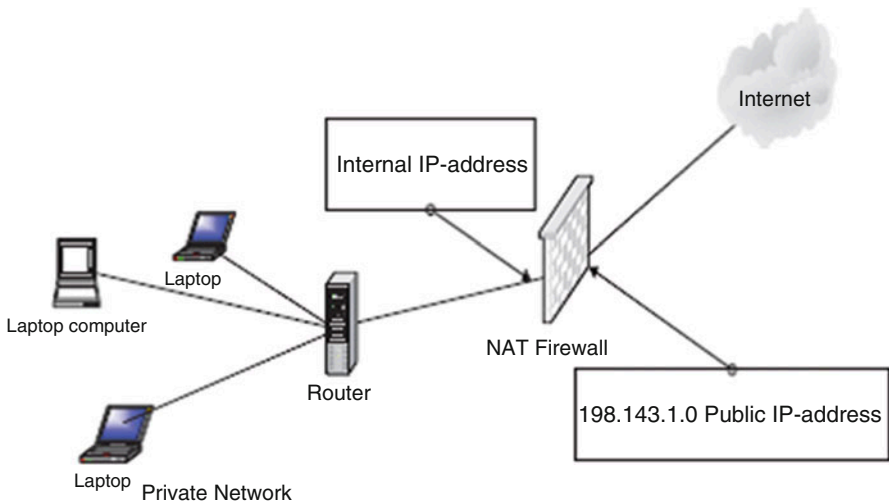 Internet
Internal IP-address
Laptop
Laptop computer
NAT Firewall
Router
198.143.1.0 Public IP-address
Laptop
Private Network